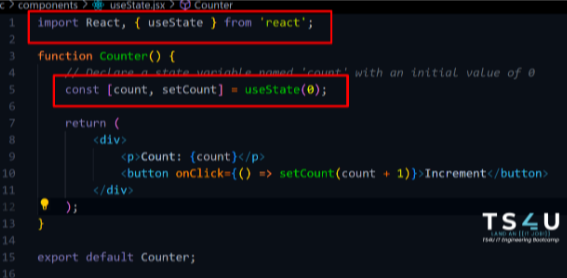 c > components > useState.jsx > Counter
1 import React, { useState } from 'react';
2
3 function Counter() {
4 // Declare a state variable named 'count' with an initial value of 0
5 const [count, setCount] = useState(0);
6
7 return (
8 <div>
9 <p>Count: {count}</p>
10 <button onClick={() => setCount(count + 1)}>Increment</button>
11 </div>
12 );
13 }
14
15 export default Counter;
16
TS4U
TS4U IT Engineering Bootcamp